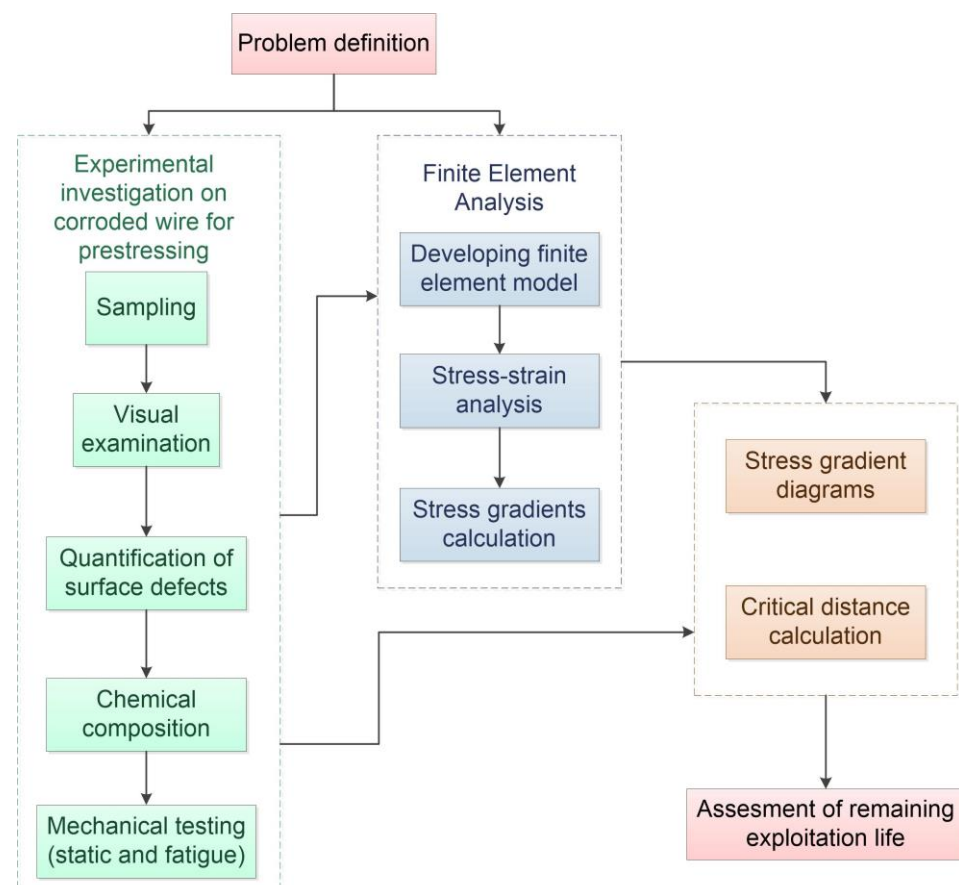 Problem definition
Experimental
investigation on
corroded wire for
prestressing
Sampling
Visual
examination
Quantification of
surface defects
Chemical
composition
Mechanical testing
(static and fatigue)
Finite Element
Analysis
Developing finite
element model
Stress-strain
analysis
Stress gradients
calculation
Stress gradient
diagrams
Critical distance
calculation
Assesment of remaining
exploitation life